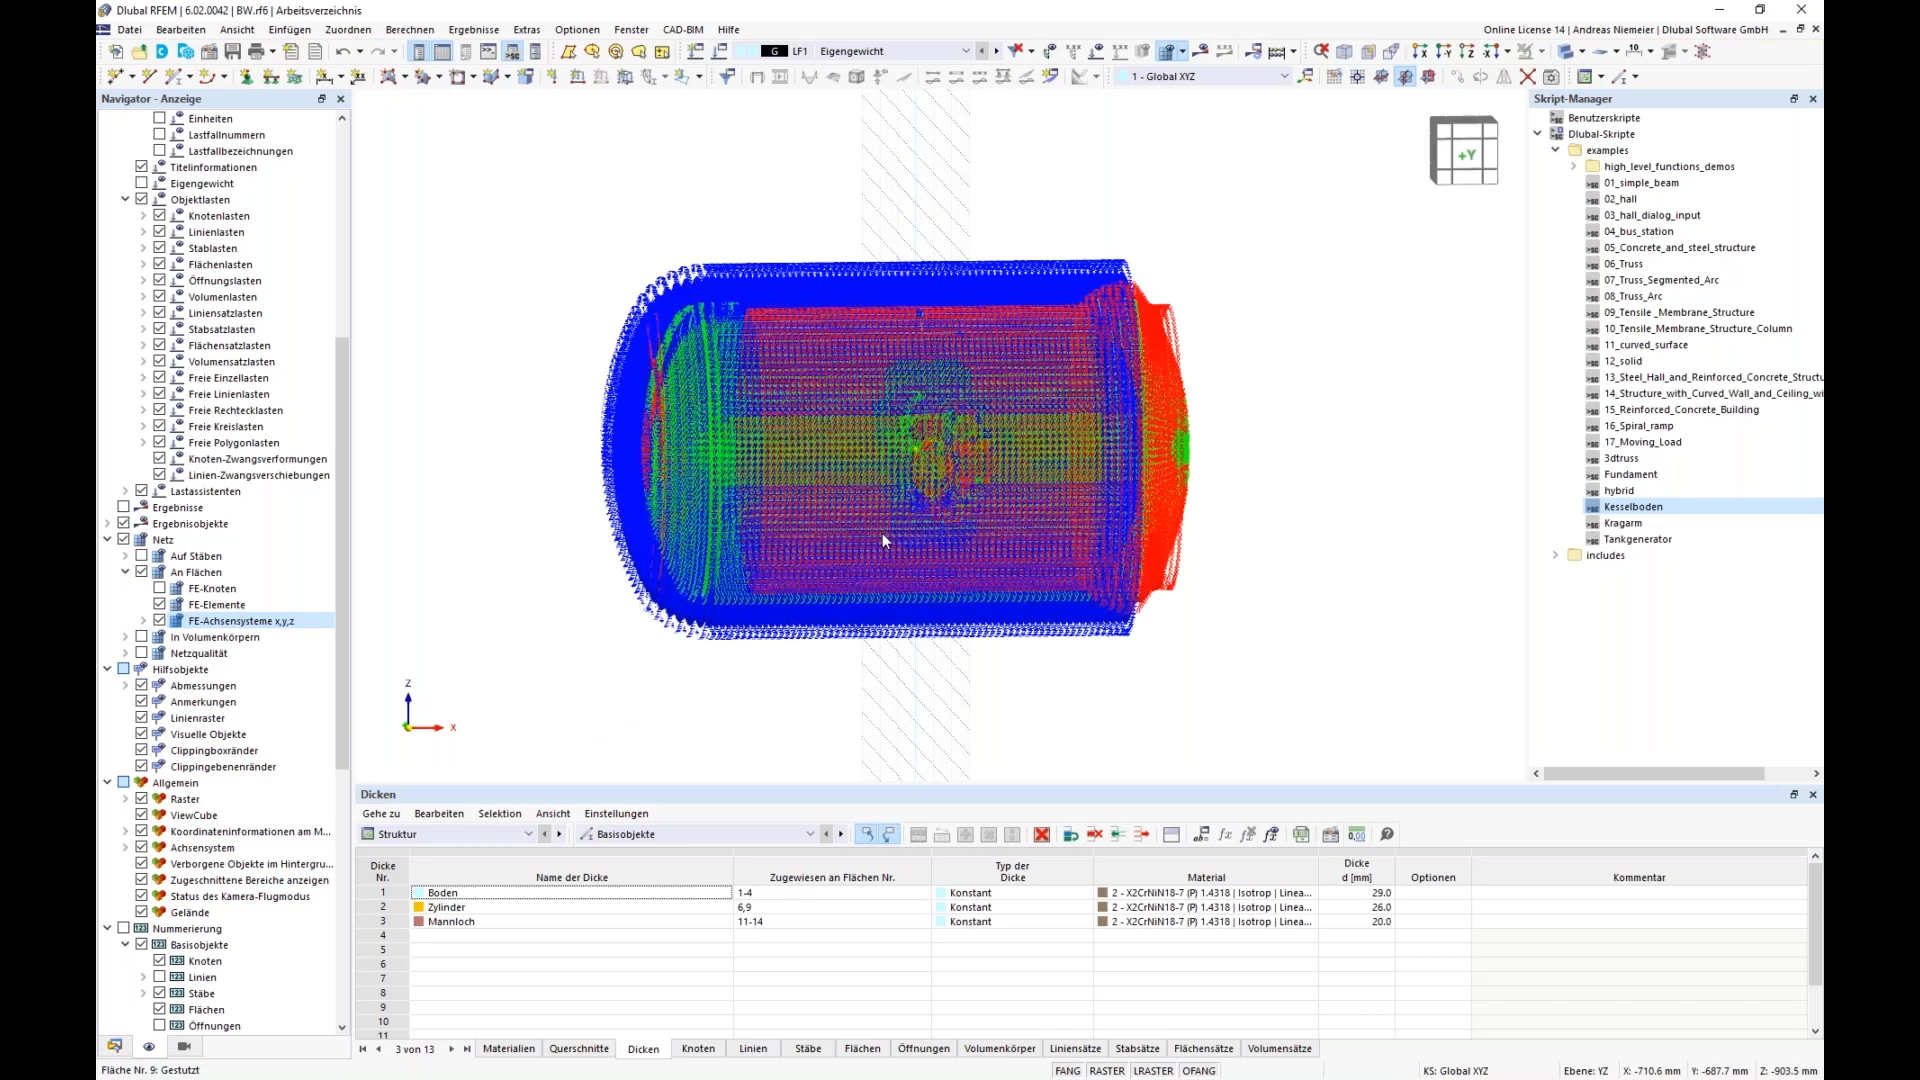 Dlubal RFEM | 6.02.0042 | BW.rf6 | Arbeitsverzeichnis
Datei Bearbeiten Ansicht Einfügen Zuordnen Berechnen Ergebnisse Extras Optionen Fenster CAD-BIM Hilfe
Online License 14 | Andreas Niemeier | Dlubal Software GmbH
G LF1 Eigengewicht
1 - Global XYZ
Navigator - Anzeige
Einheiten
Lastfallnummern
Lastfallbezeichnungen
Titelinformationen
Eigengewicht
Objektlasten
Knotenlasten
Linienlasten
Stablasten
Flächenlasten
Öffnungslasten
Volumenlasten
Liniensatzlasten
Stabsatzlasten
Flächensatzlasten
Volumensatzlasten
Freie Einzellasten
Freie Linienlasten
Freie Rechtecklasten
Freie Kreislasten
Freie Polygonlasten
Knoten-Zwangsverformungen
Linien-Zwangsverschiebungen
Lastassistenten
Ergebnisse
Ergebnisobjekte
Netz
Auf Stäben
An Flächen
FE-Knoten
FE-Elemente
FE-Achsensysteme x,y,z
In Volumenkörpern
Netzqualität
Hilfsobjekte
Abmessungen
Anmerkungen
Linienraster
Visuelle Objekte
Clippingboxränder
Clippingebenenränder
Allgemein
Raster
ViewCube
Koordinateninformationen am M...
Achsensystem
Verborgene Objekte im Hintergru...
Zugeschnittene Bereiche anzeigen
Status des Kamera-Flugmodus
Gelände
Nummerierung
Basisobjekte
Knoten
Linien
Stäbe
Flächen
Öffnungen
+Y
Z
X
Skript-Manager
Benutzerskripte
Dlubal-Skripte
examples
high_level_functions_demos
01_simple_beam
02_hall
03_hall_dialog_input
04_bus_station
05_Concrete_and_steel_structure
06_Truss
07_Truss_Segmented_Arc
08_Truss_Arc
09_Tensile _Membrane_Structure
10_Tensile_Membrane_Structure_Column
11_curved_surface
12_solid
13_Steel_Hall_and_Reinforced_Concrete_Structu
14_Structure_with_Curved_Wall_and_Ceiling_wi
15_Reinforced_Concrete_Building
16_Spiral_ramp
17_Moving_Load
3dtruss
Fundament
hybrid
Kesselboden
Kragarm
Tankgenerator
includes
Dicken
Gehe zu Bearbeiten Selektion Ansicht Einstellungen
Struktur Basisobjekte
Dicke Nr. Name der Dicke Zugewiesen an Flächen Nr. Typ der Dicke Material Dicke d [mm] Optionen Kommentar
1 Boden 1-4 Konstant 2 - X2CrNiN18-7 (P) 1.4318 | Isotrop | Linea... 29.0
2 Zylinder 6,9 Konstant 2 - X2CrNiN18-7 (P) 1.4318 | Isotrop | Linea... 26.0
3 Mannloch 11-14 Konstant 2 - X2CrNiN18-7 (P) 1.4318 | Isotrop | Linea... 20.0
4
5
6
7
8
9
10
11
3 von 13 Materialien Querschnitte Dicken Knoten Linien Stäbe Flächen Öffnungen Volumenkörper Liniensätze Stabsätze Flächensätze Volumensätze
Fläche Nr. 9: Gestutzt
FANG RASTER LRASTER OFANG
KS: Global XYZ Ebene: YZ X: -710.6 mm Y: -687.7 mm Z: -903.5 mm